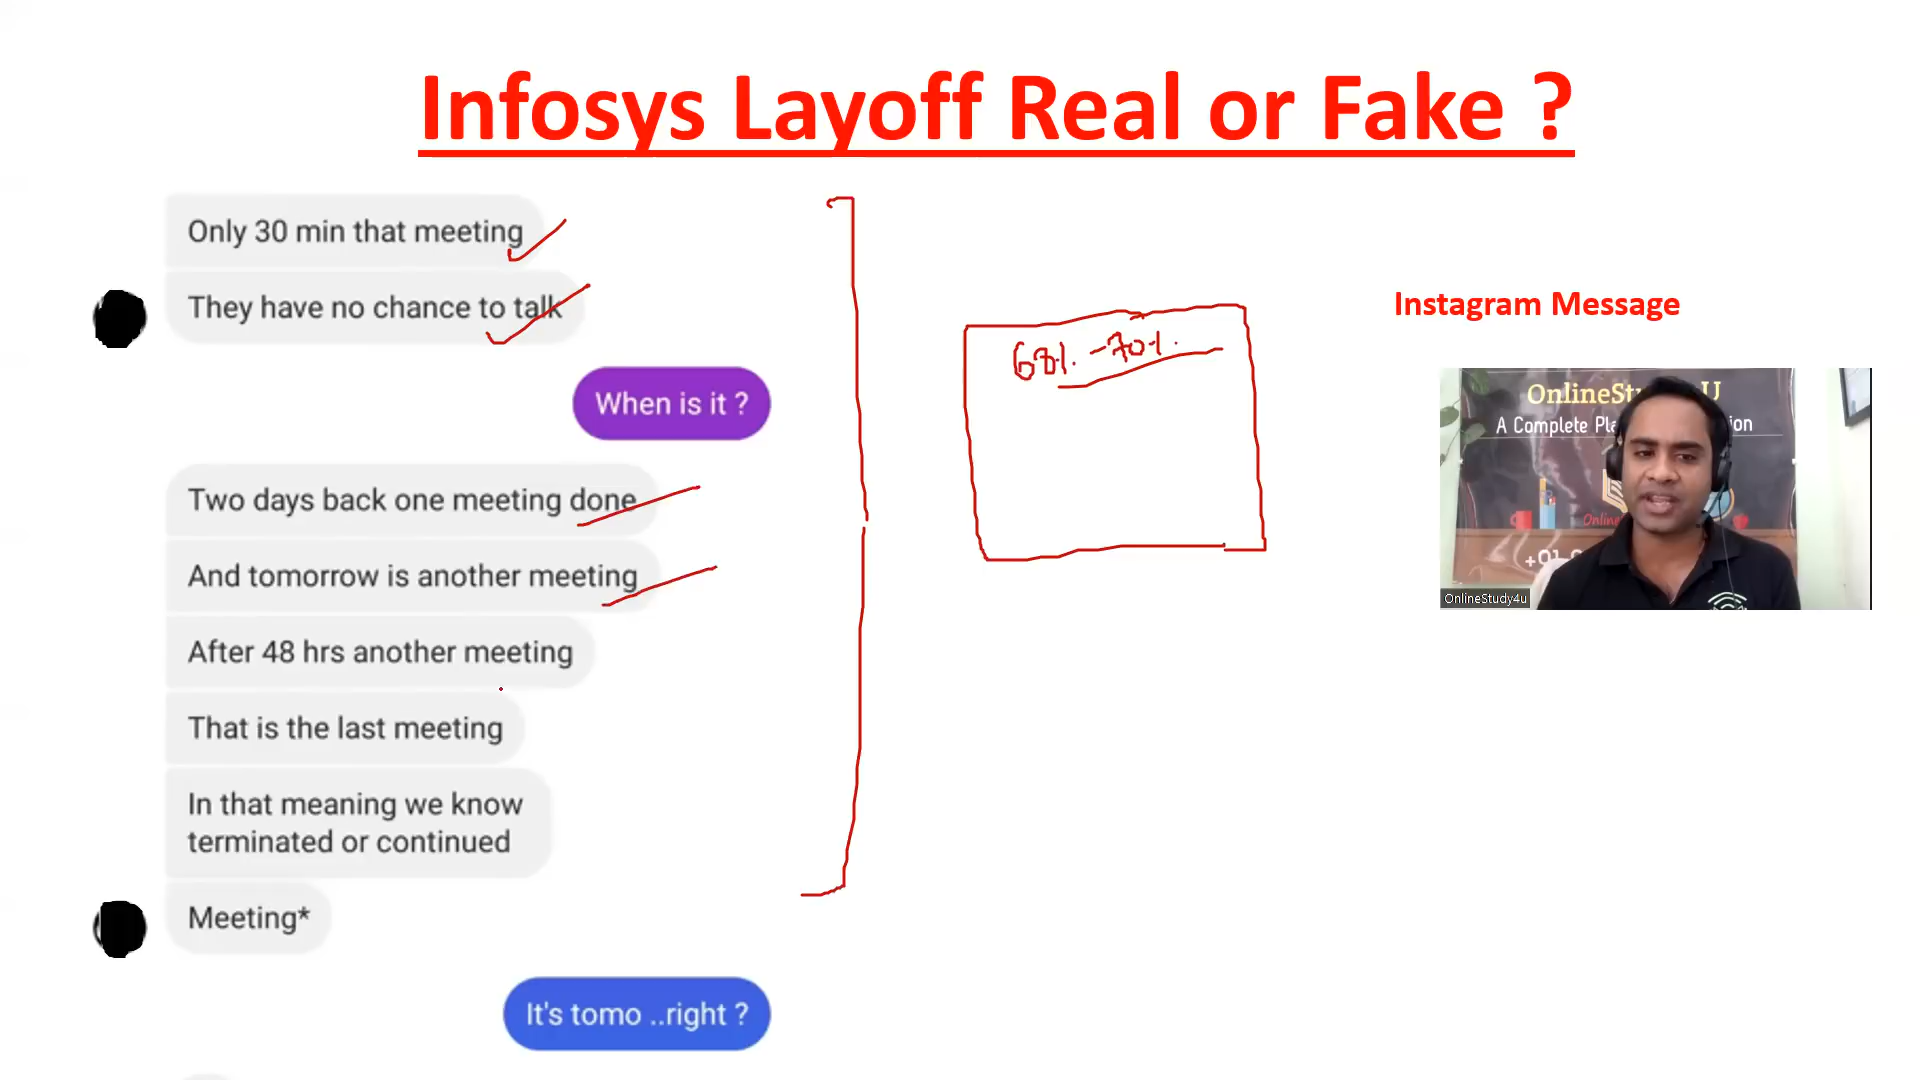 Infosys Layoff Real or Fake ?
Only 30 min that meeting
They have no chance to talk
When is it ?
Two days back one meeting done
And tomorrow is another meeting
After 48 hrs another meeting
That is the last meeting
In that meaning we know
terminated or continued
Meeting*
It's tomo ..right ?
68% - 70%.
Instagram Message
OnlineSt U
A Complete Pla ion
Online
OnlineStudy4u